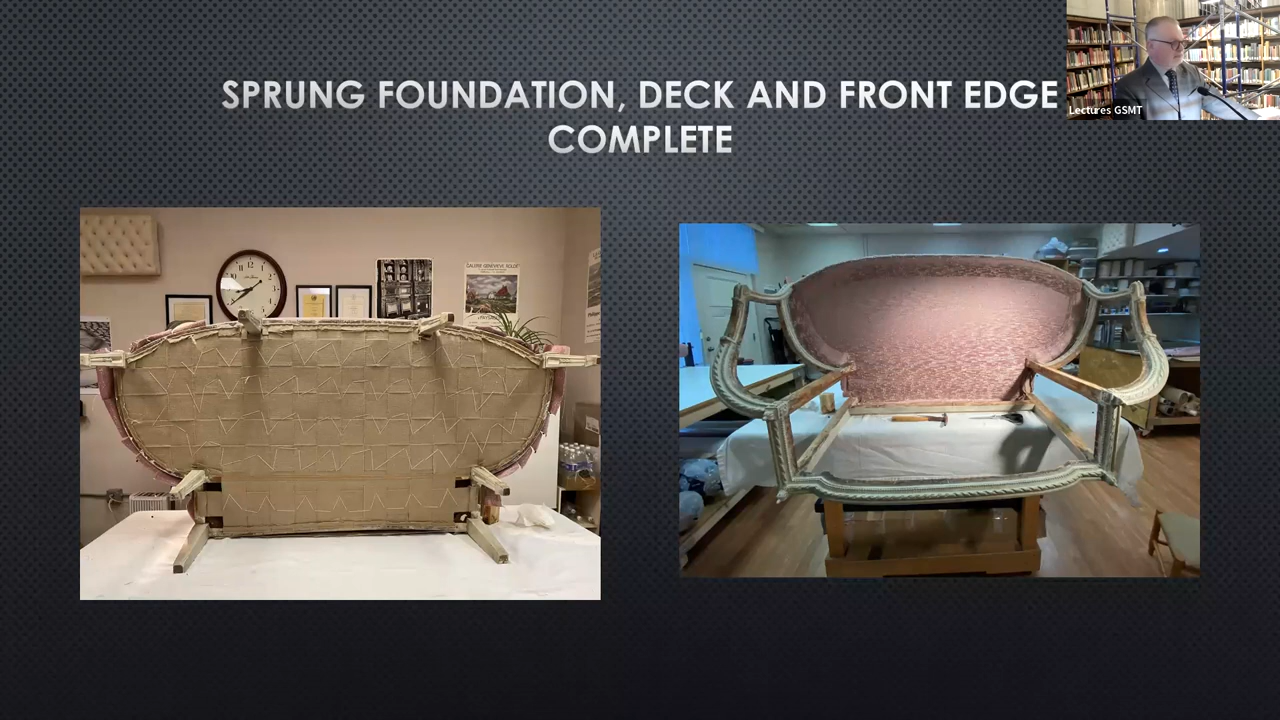 SPRUNG FOUNDATION, DECK AND FRONT EDGE
COMPLETE
Lectures GSMT